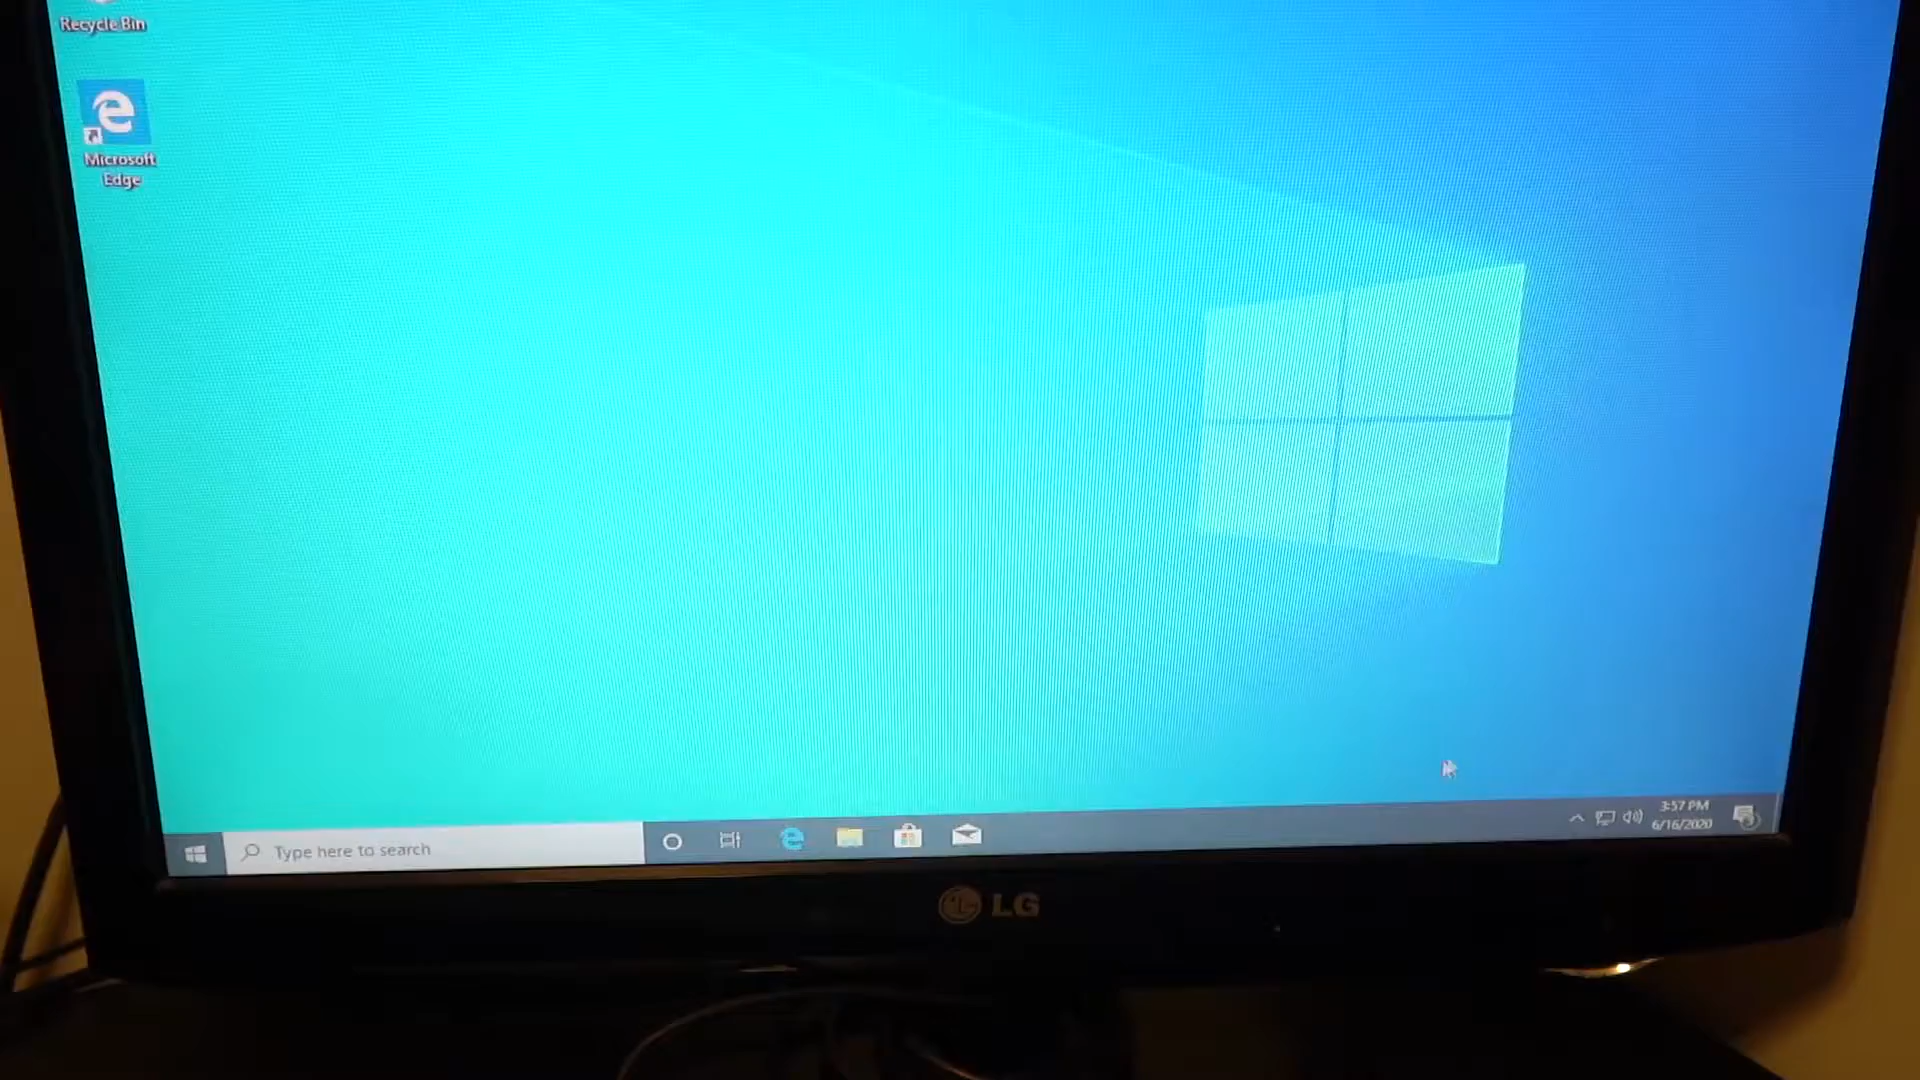 Recycle Bin
Microsoft
Edge
Type here to search
3:57 PM
6/16/2020
LG